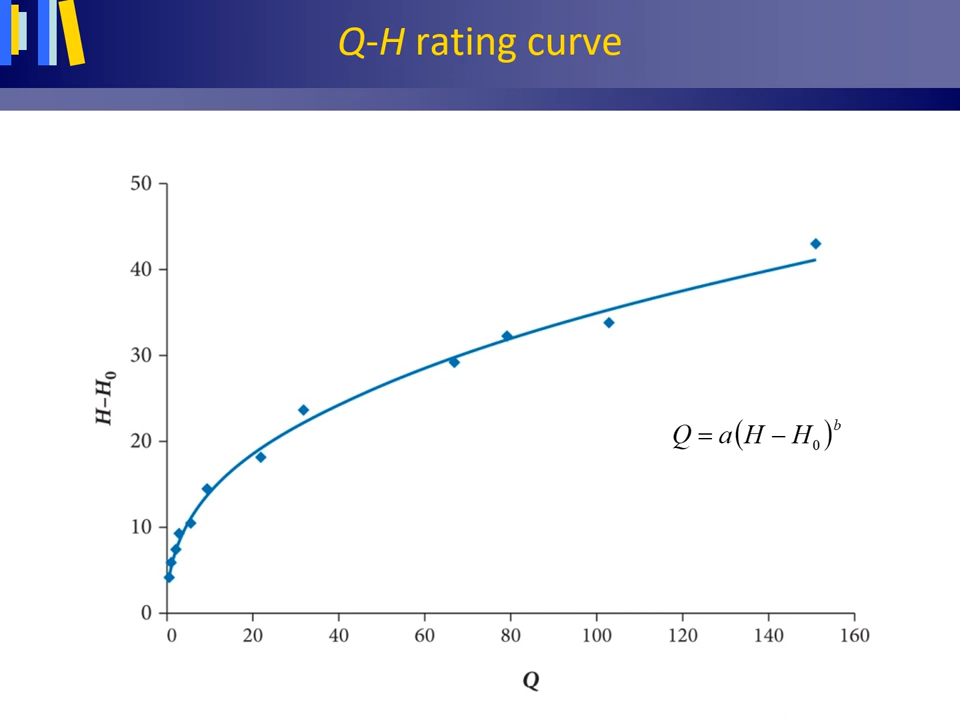 Q-H rating curve
50
40
30
20
10
0
H–H₀
0 20 40 60 80 100 120 140 160
Q
Q = a(H – H₀)ᵇ